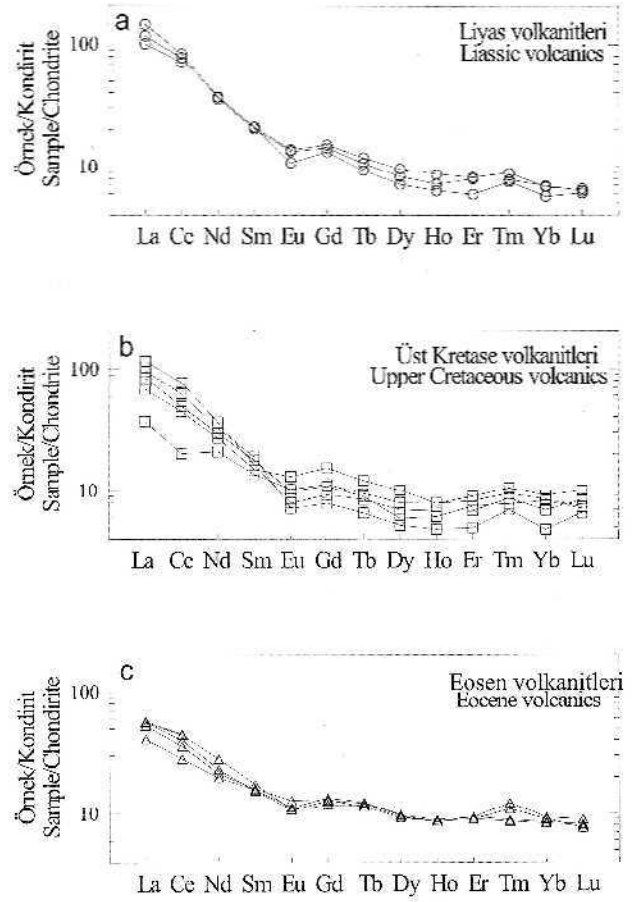 a
Liyas volkanitleri
Liassic volcanics
100
10
Örnek/Kondirit
Sample/Chondrite
La Ce Nd Sm Eu Gd Tb Dy Ho Er Tm Yb Lu
b
Üst Kretase volkanitleri
Upper Cretaceous volcanics
100
10
Örnek/Kondirit
Sample/Chondrite
La Ce Nd Sm Eu Gd Tb Dy Ho Er Tm Yb Lu
c
Eosen volkanitleri
Eocene volcanics
100
10
Örnek/Kondirit
Sample/Chondrite
La Ce Nd Sm Eu Gd Tb Dy Ho Er Tm Yb Lu